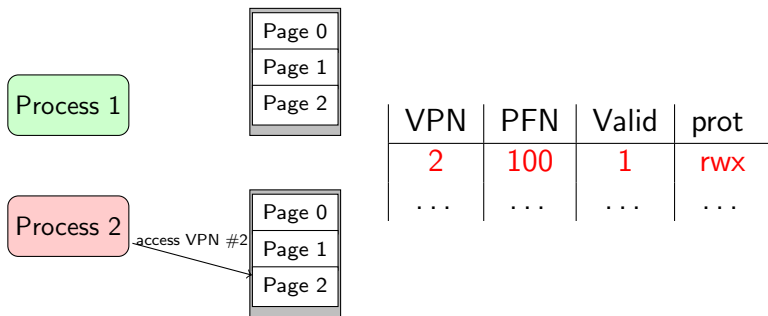 Page 0
Page 1
Page 2
Process 1
VPN PFN Valid prot
2 100 1 rwx
. . . . . . . . . . . .
Process 2
access VPN #2
Page 0
Page 1
Page 2